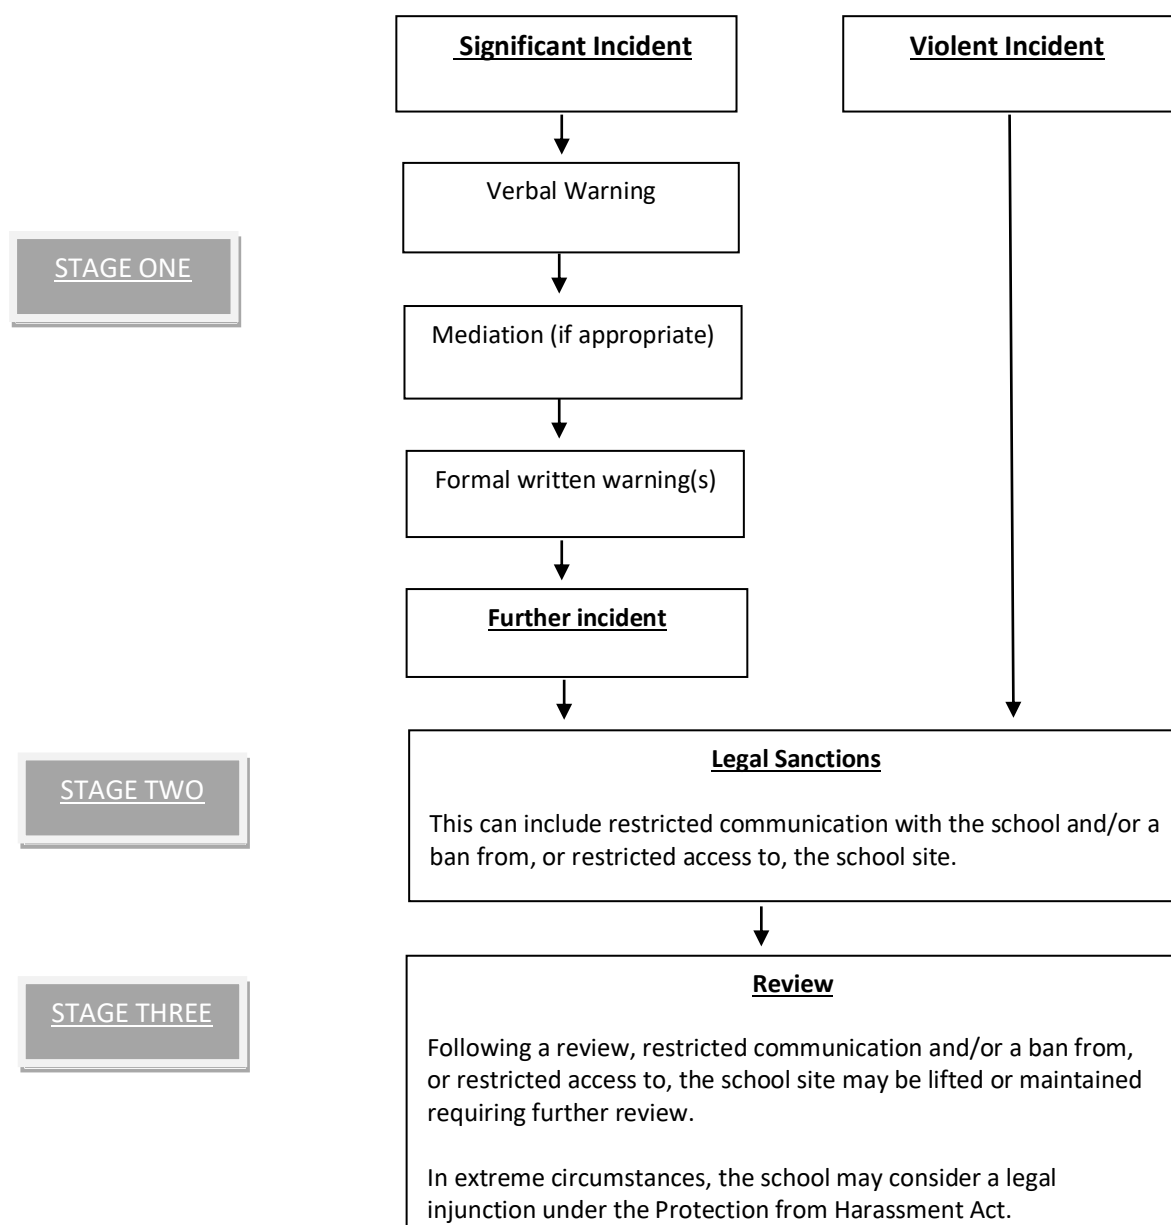 Significant Incident
Violent Incident
Verbal Warning
STAGE ONE
Mediation (if appropriate)
Formal written warning(s)
Further incident
STAGE TWO
Legal Sanctions
This can include restricted communication with the school and/or a
ban from, or restricted access to, the school site.
STAGE THREE
Review
Following a review, restricted communication and/or a ban from,
or restricted access to, the school site may be lifted or maintained
requiring further review.
In extreme circumstances, the school may consider a legal
injunction under the Protection from Harassment Act.